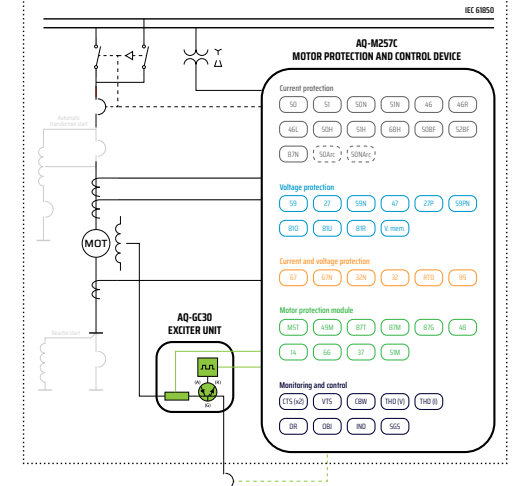 IEC 61850
AQ-M257C
MOTOR PROTECTION AND CONTROL DEVICE
Current protection
50 51 50N 51N 46 46R
46L 50H 51H 68H 50BF 52BF
87N 50Arc 50NArc
Automatic
transformer start
Voltage protection
59 27 59N 47 27P 59PN
81O 81U 81R V. mem.
MOT
Current and voltage protection
67 67N 32N 32 RTD 99
Motor protection module
MST 49M 87T 87M 87G 48
14 66 37 51M
AQ-GC30
EXCITER UNIT
Reactor start
(A) (K)
(G)
Monitoring and control
CTS (x2) VTS CBW THD (V) THD (I)
DR OBJ IND SGS